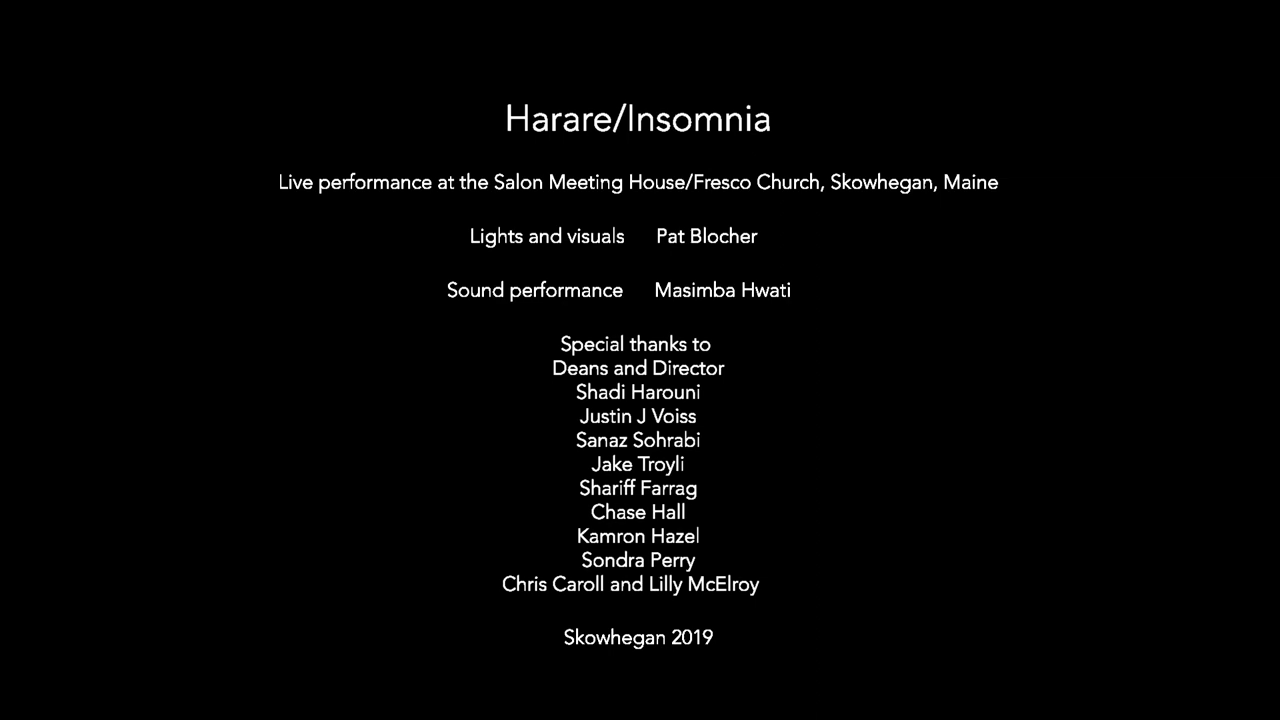 Harare/Insomnia
Live performance at the Salon Meeting House/Fresco Church, Skowhegan, Maine
Lights and visuals Pat Blocher
Sound performance Masimba Hwati
Special thanks to
Deans and Director
Shadi Harouni
Justin J Voiss
Sanaz Sohrabi
Jake Troyli
Shariff Farrag
Chase Hall
Kamron Hazel
Sondra Perry
Chris Caroll and Lilly McElroy
Skowhegan 2019